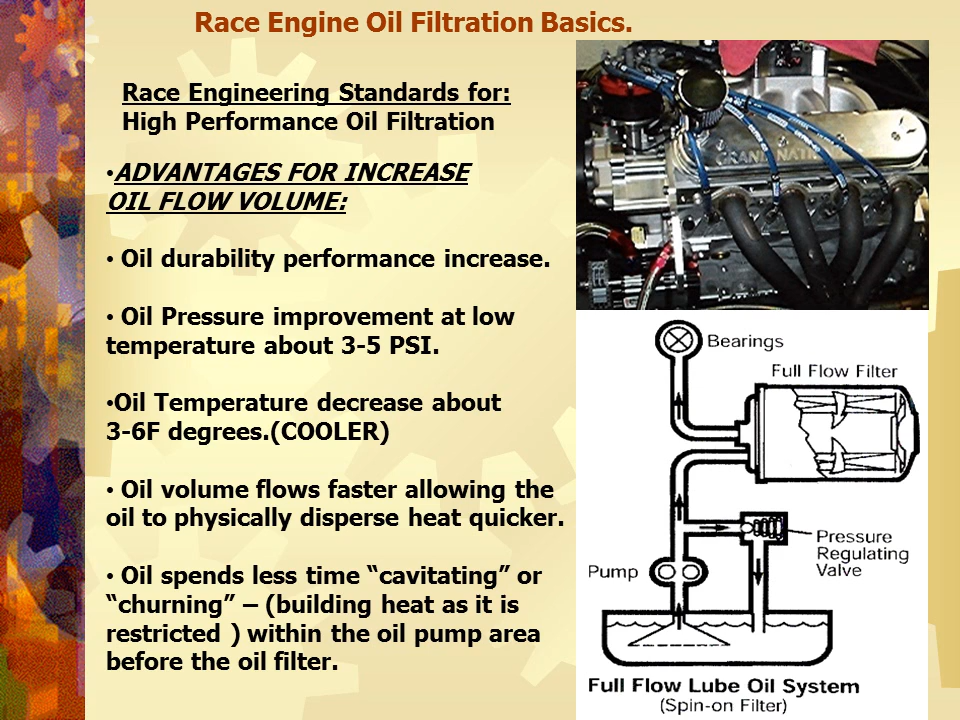 Race Engine Oil Filtration Basics.
Race Engineering Standards for:
High Performance Oil Filtration
•ADVANTAGES FOR INCREASE
OIL FLOW VOLUME:
• Oil durability performance increase.
• Oil Pressure improvement at low
temperature about 3-5 PSI.
•Oil Temperature decrease about
3-6F degrees.(COOLER)
• Oil volume flows faster allowing the
oil to physically disperse heat quicker.
• Oil spends less time “cavitating” or
“churning” – (building heat as it is
restricted ) within the oil pump area
before the oil filter.
Bearings
Full Flow Filter
Pressure
Regulating
Valve
Pump
Full Flow Lube Oil System
(Spin-on Filter)